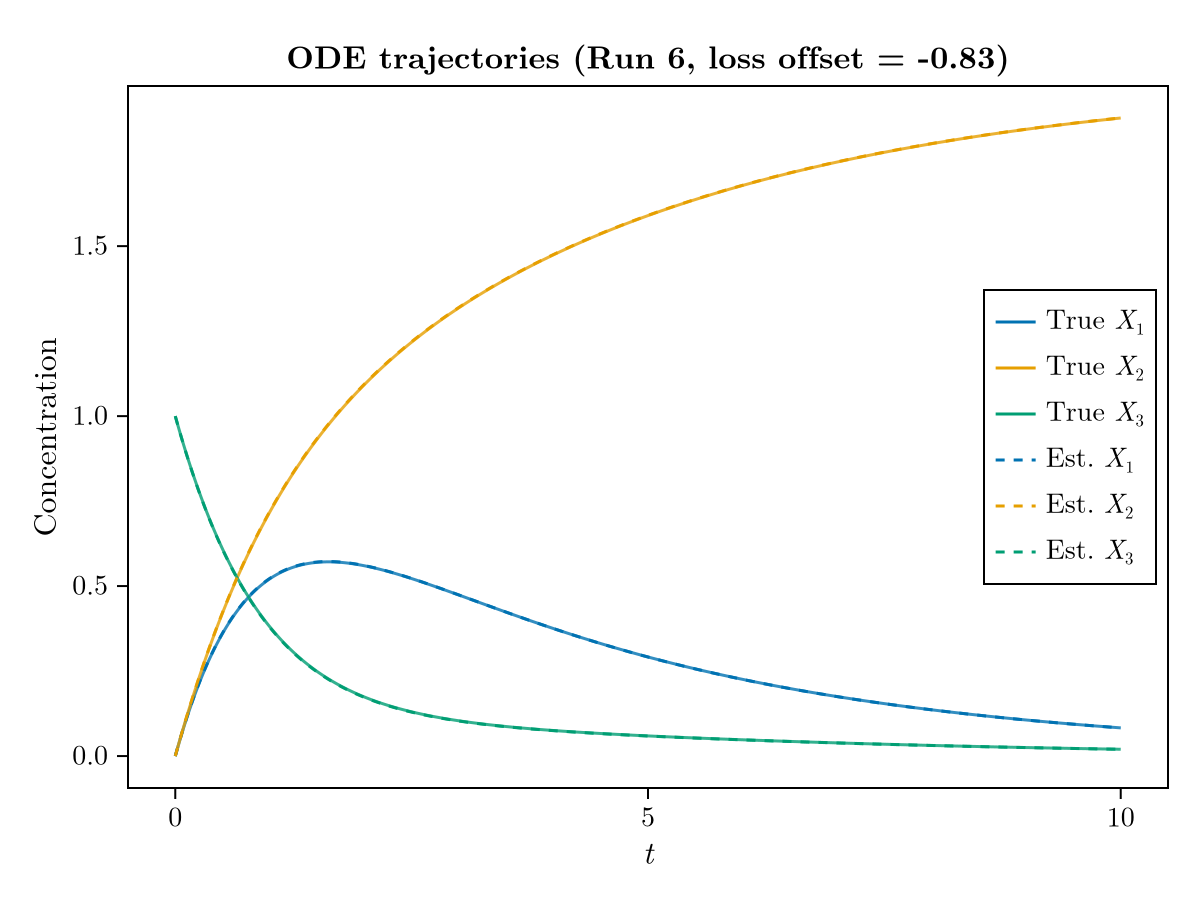 ODE trajectories (Run 6, loss offset = -0.83)
Concentration
1.5
1.0
0.5
0.0
0
5
10
t
True X₁
True X₂
True X₃
Est. X₁
Est. X₂
Est. X₃